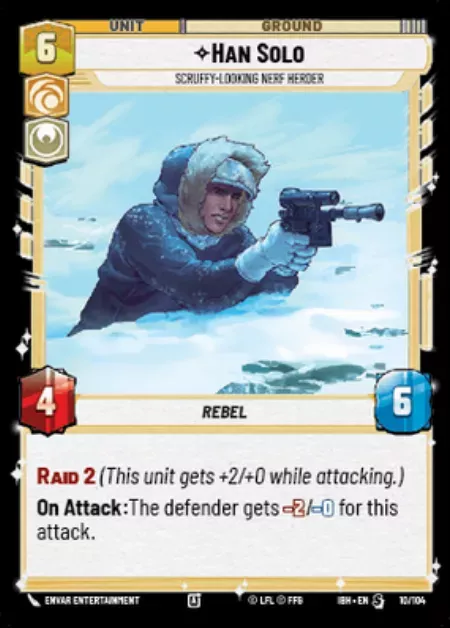 6
UNIT
GROUND
HAN SOLO
SCRUFFY-LOOKING NERF HERDER
4
REBEL
6
RAID 2 (This unit gets +2/+0 while attacking.)
On Attack: The defender gets -2/-0 for this
attack.
ENVAR ENTERTAINMENT
© LFL © FFG
IBH • EN
10/104